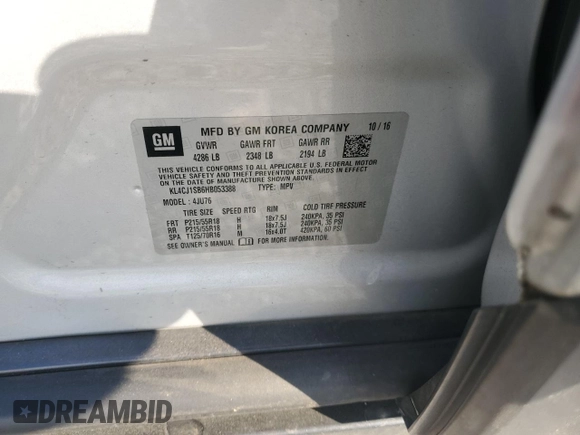 GM
MFD BY GM KOREA COMPANY 10/16
GVWR GAWR FRT GAWR RR
4286 LB 2348 LB 2194 LB
THIS VEHICLE CONFORMS TO ALL APPLICABLE U.S. FEDERAL MOTOR
VEHICLE SAFETY, BUMPER, AND THEFT PREVENTION STANDARDS IN
EFFECT ON THE DATE OF MANUFACTURE SHOWN ABOVE.
KL4CJ1SB6HB053388 TYPE: MPV
MODEL: 4JU76
TIRE SIZE SPEED RTG RIM COLD TIRE PRESSURE
FRT P215/55R18 H 18x7.5J 240KPA, 35 PSI
RR P215/55R18 H 18x7.5J 240KPA, 35 PSI
SPA T125/70R16 M 16x4.0T 420KPA, 60 PSI
SEE OWNER'S MANUAL FOR MORE INFORMATION.
DREAMBID